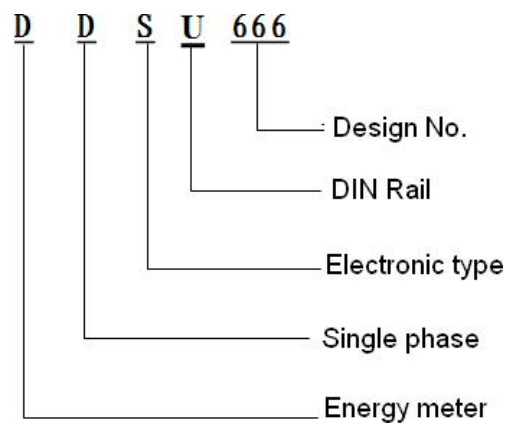 D D S U 666
Design No.
DIN Rail
Electronic type
Single phase
Energy meter